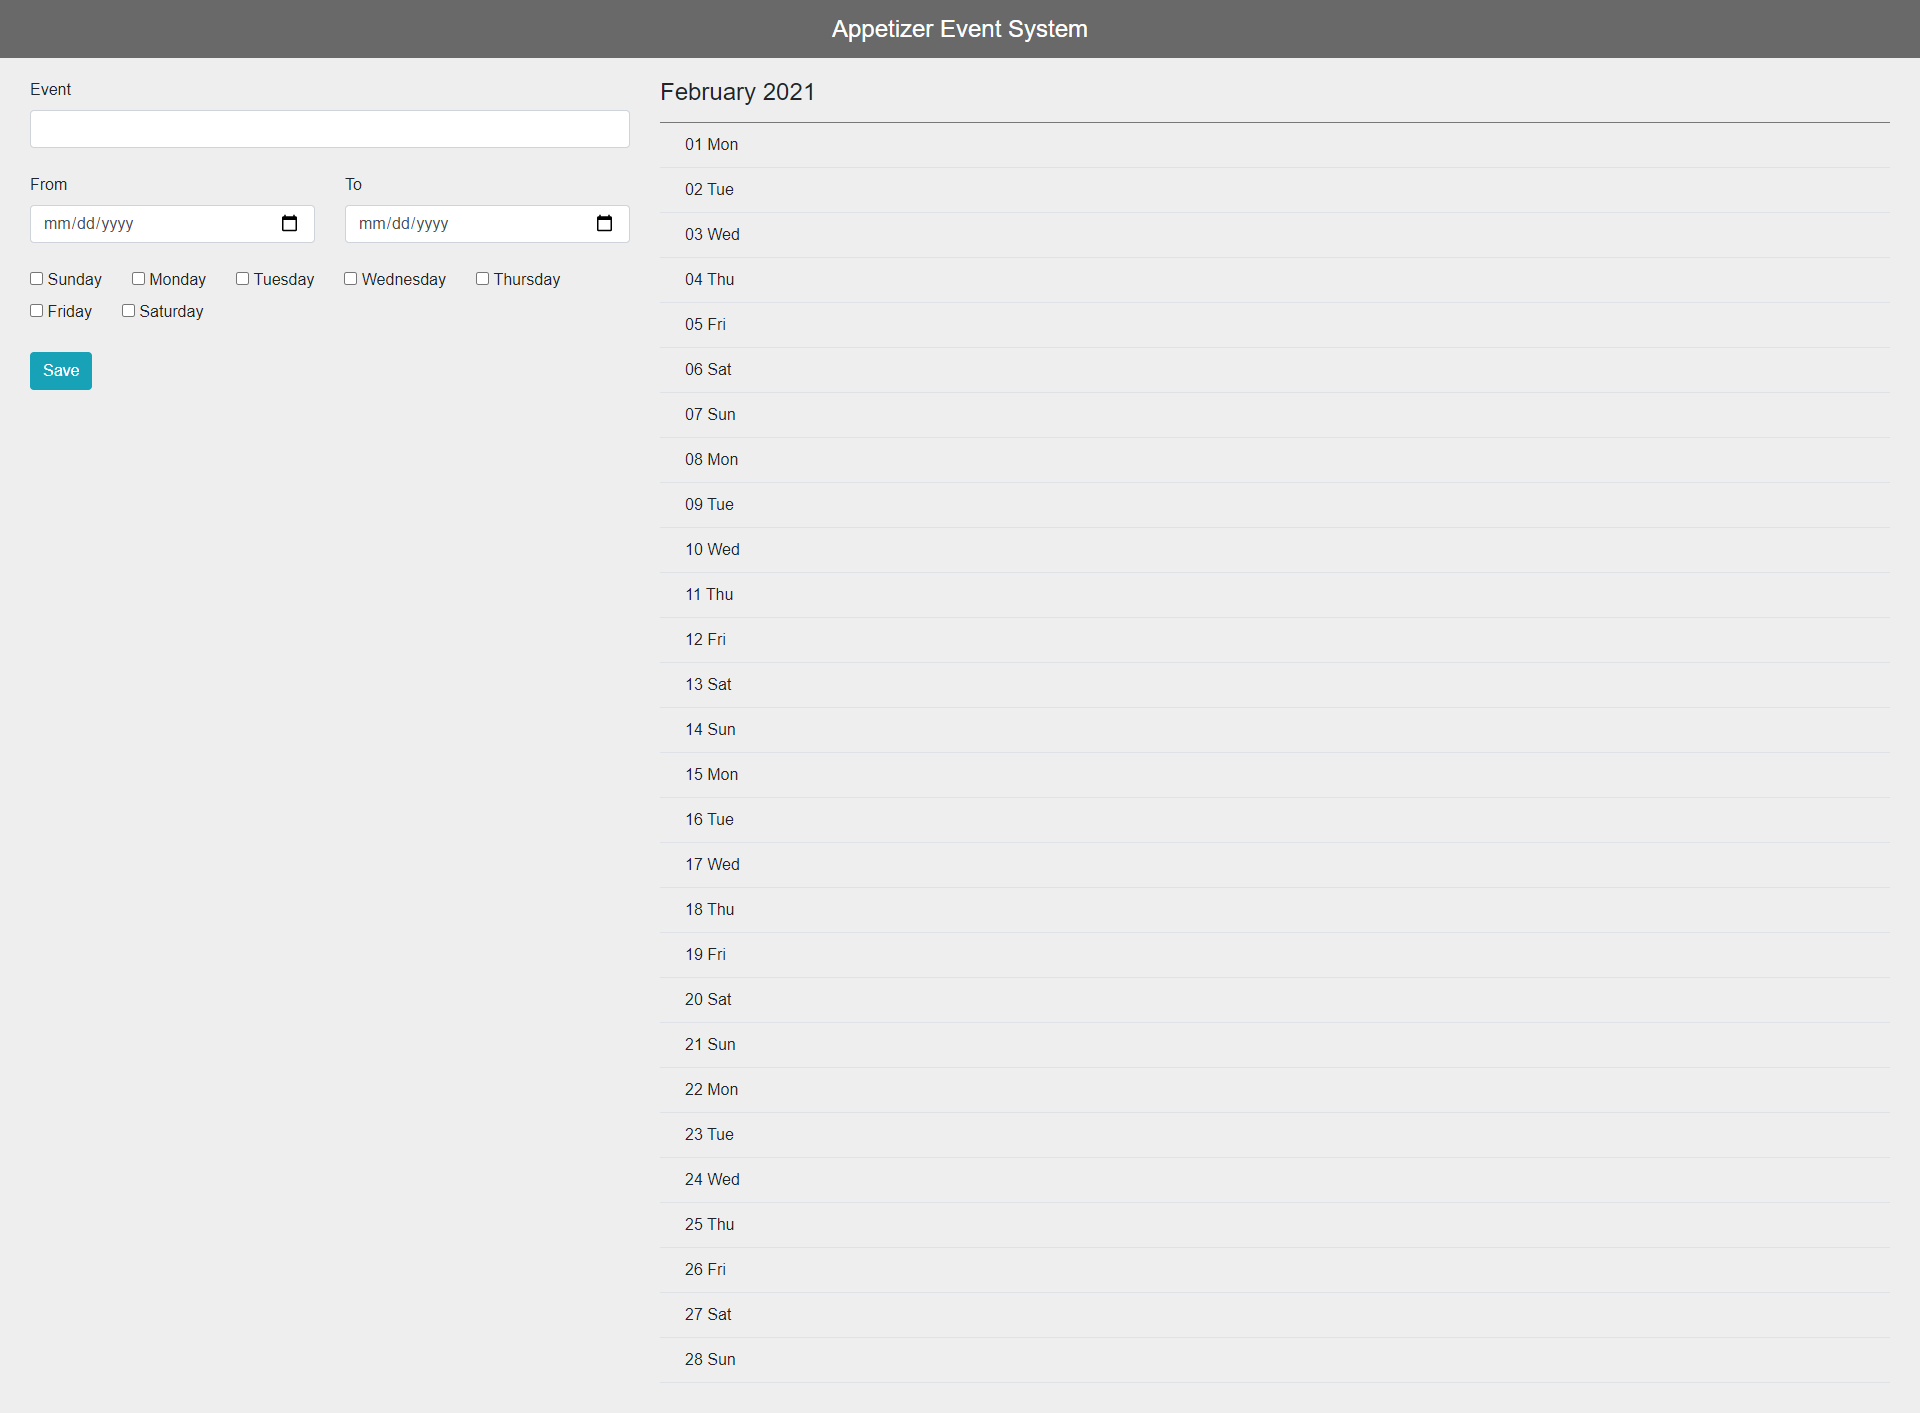 Appetizer Event System
Event
From To
mm/dd/yyyy mm/dd/yyyy
Sunday Monday Tuesday Wednesday Thursday
Friday Saturday
Save
February 2021
01 Mon
02 Tue
03 Wed
04 Thu
05 Fri
06 Sat
07 Sun
08 Mon
09 Tue
10 Wed
11 Thu
12 Fri
13 Sat
14 Sun
15 Mon
16 Tue
17 Wed
18 Thu
19 Fri
20 Sat
21 Sun
22 Mon
23 Tue
24 Wed
25 Thu
26 Fri
27 Sat
28 Sun